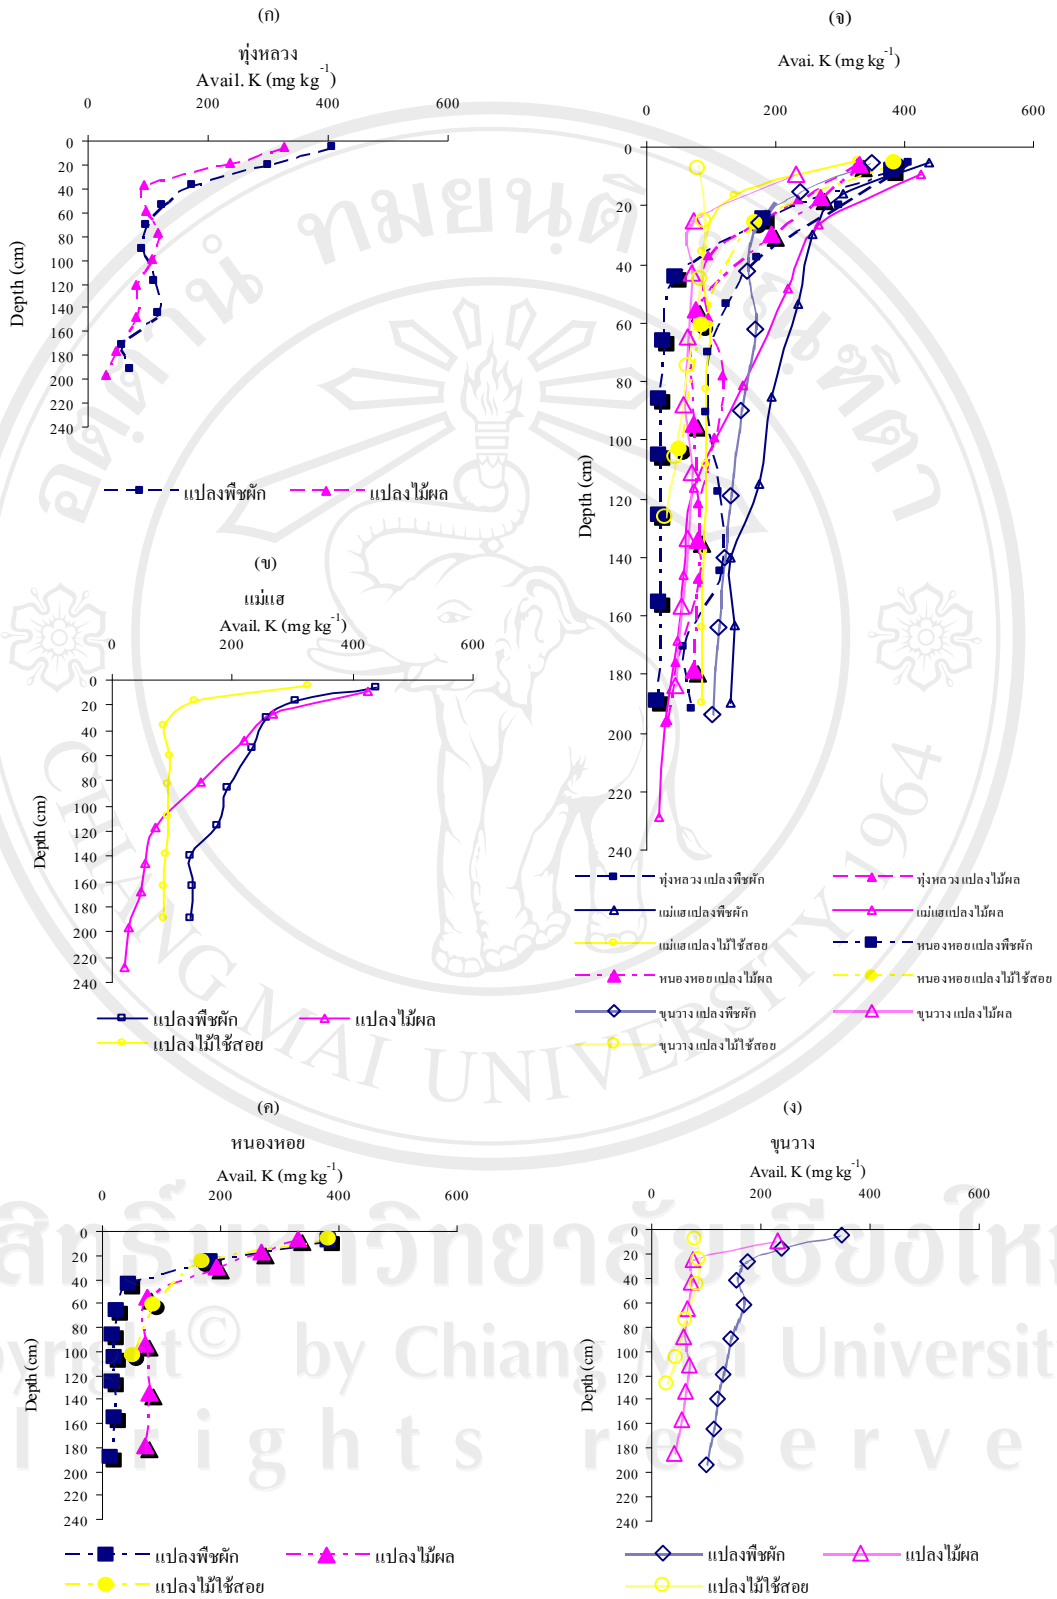 (ก)
ทุ่งหลวง
Avail. K (mg kg⁻¹)
0 200 400 600
0
20
40
60
80
100
120
140
160
180
200
220
240
Depth (cm)
แปลงพืชผัก แปลงไม้ผล
(จ)
Avai. K (mg kg⁻¹)
0 200 400 600
0
20
40
60
80
100
120
140
160
180
200
220
240
Depth (cm)
ทุ่งหลวงแปลงพืชผัก ทุ่งหลวงแปลงไม้ผล
แม่แฮแปลงพืชผัก แม่แฮแปลงไม้ผล
แม่แฮแปลงไม้ใช้สอย หนองหอยแปลงพืชผัก
หนองหอยแปลงไม้ผล หนองหอยแปลงไม้ใช้สอย
ขุนวางแปลงพืชผัก ขุนวางแปลงไม้ผล
ขุนวางแปลงไม้ใช้สอย
(ข)
แม่แฮ
Avail. K (mg kg⁻¹)
0 200 400 600
0
20
40
60
80
100
120
140
160
180
200
220
240
Depth (cm)
แปลงพืชผัก แปลงไม้ผล
แปลงไม้ใช้สอย
(ค)
หนองหอย
Avail. K (mg kg⁻¹)
0 200 400 600
0
20
40
60
80
100
120
140
160
180
200
220
240
Depth (cm)
แปลงพืชผัก แปลงไม้ผล
แปลงไม้ใช้สอย
(ง)
ขุนวาง
Avail. K (mg kg⁻¹)
0 200 400 600
0
20
40
60
80
100
120
140
160
180
200
220
240
Depth (cm)
แปลงพืชผัก แปลงไม้ผล
แปลงไม้ใช้สอย
CHIANG MAI UNIVERSITY 1964
© by Chiang Mai Universit
rights reserve